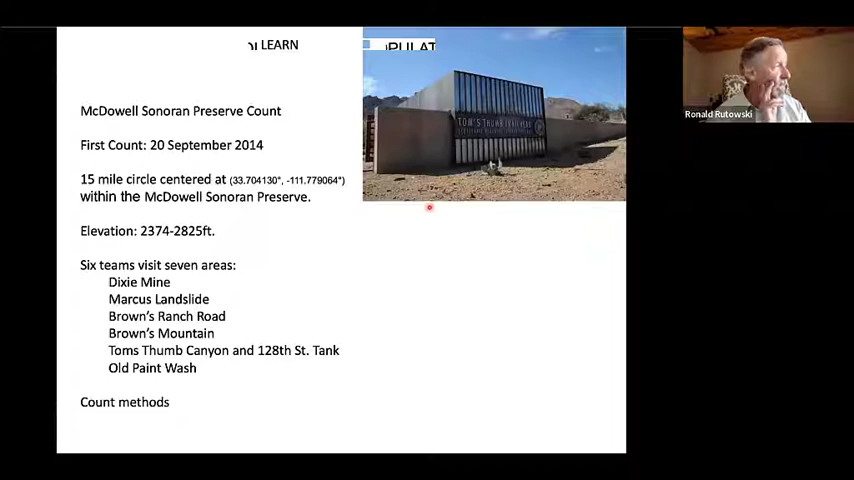 LEARN
McDowell Sonoran Preserve Count
First Count: 20 September 2014
15 mile circle centered at (33.704130°, -111.779064°)
within the McDowell Sonoran Preserve.
Elevation: 2374-2825ft.
Six teams visit seven areas:
Dixie Mine
Marcus Landslide
Brown's Ranch Road
Brown's Mountain
Toms Thumb Canyon and 128th St. Tank
Old Paint Wash
Count methods
TOM'S THUMB TRAILHEAD
Ronald Rutowski